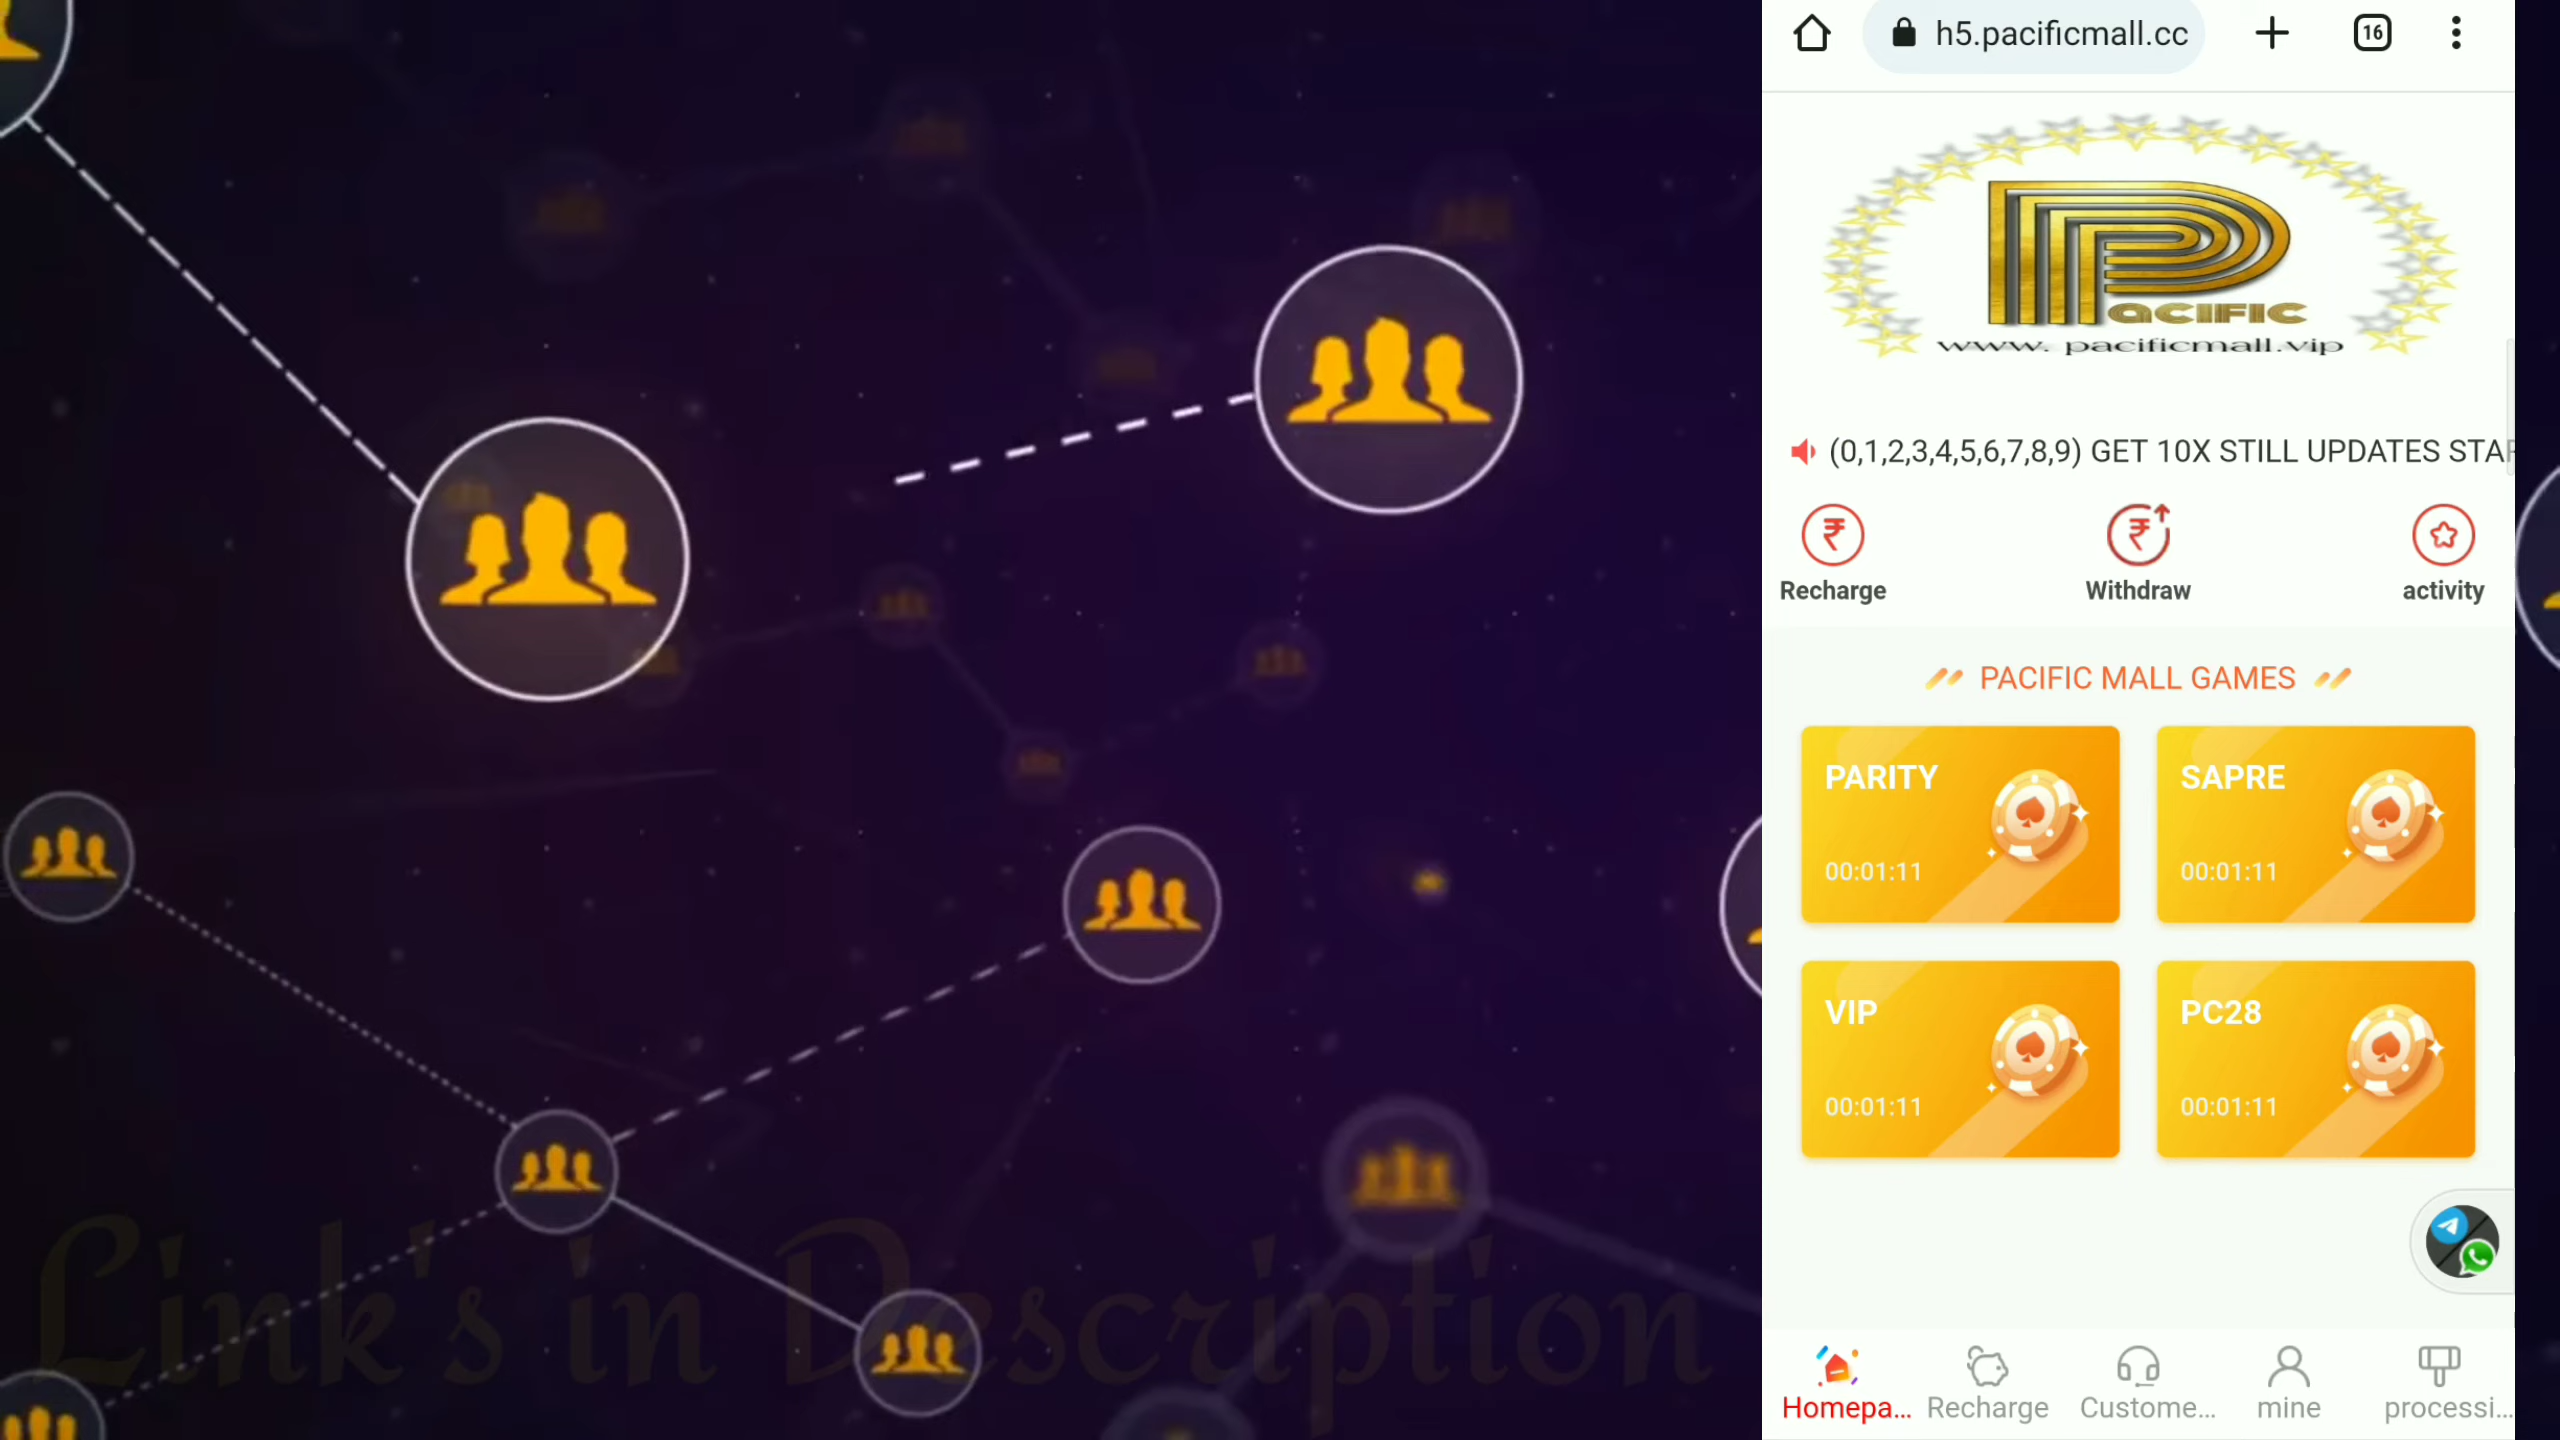 h5.pacificmall.cc
16
PACIFIC
www. pacificmall.vip
(0,1,2,3,4,5,6,7,8,9) GET 10X STILL UPDATES STAR
Recharge
Withdraw
activity
PACIFIC MALL GAMES
PARITY
SAPRE
00:01:11
00:01:11
VIP
PC28
00:01:11
00:01:11
Link's in Description
Homepa...
Recharge
Custome...
mine
processi...